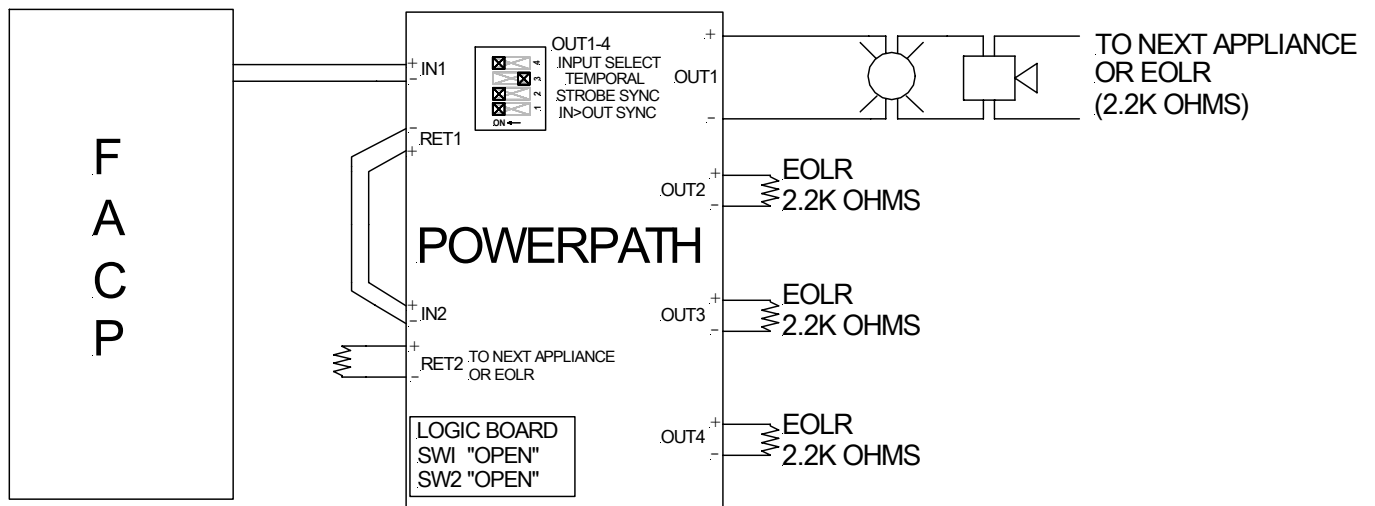 F
A
C
P
+
-
IN1
-
RET1
+
+
IN2
-
+
RET2
-
TO NEXT APPLIANCE
OR EOLR
LOGIC BOARD
SWI "OPEN"
SW2 "OPEN"
POWERPATH
OUT1-4
4
INPUT SELECT
3
TEMPORAL
2
STROBE SYNC
1
IN>OUT SYNC
ON
+
OUT1
-
TO NEXT APPLIANCE
OR EOLR
(2.2K OHMS)
+
OUT2
-
EOLR
2.2K OHMS
+
OUT3
-
EOLR
2.2K OHMS
+
OUT4
-
EOLR
2.2K OHMS